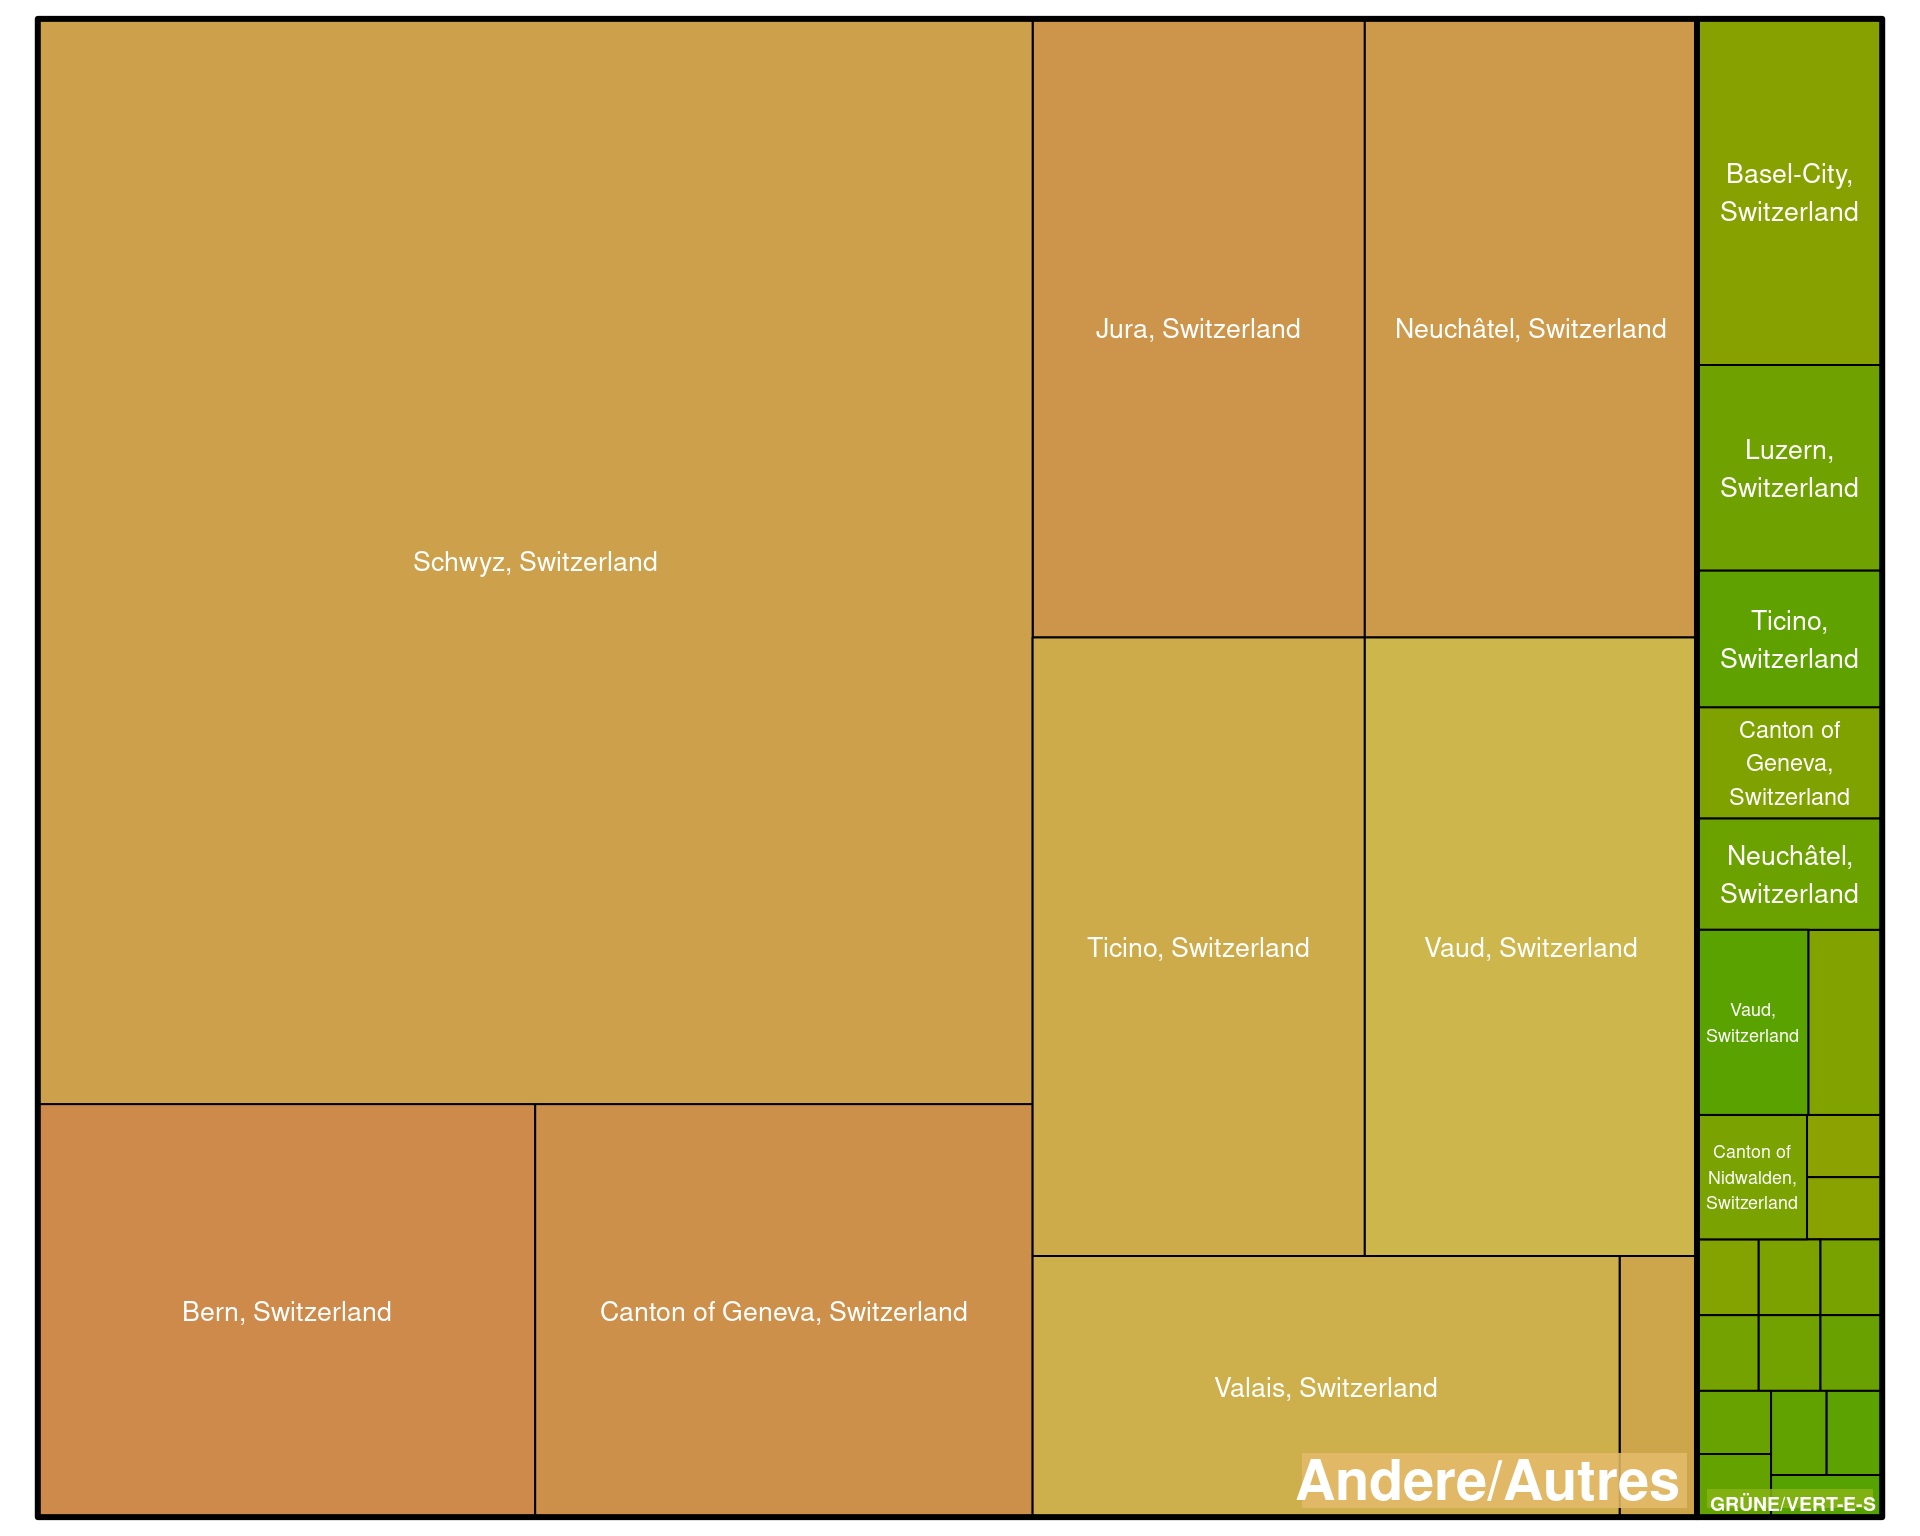 Schwyz, Switzerland
Bern, Switzerland
Canton of Geneva, Switzerland
Jura, Switzerland
Neuchâtel, Switzerland
Ticino, Switzerland
Vaud, Switzerland
Valais, Switzerland
Andere/Autres
Basel-City,
Switzerland
Luzern,
Switzerland
Ticino,
Switzerland
Canton of
Geneva,
Switzerland
Neuchâtel,
Switzerland
Vaud,
Switzerland
Canton of
Nidwalden,
Switzerland
GRÜNE/VERT-E-S